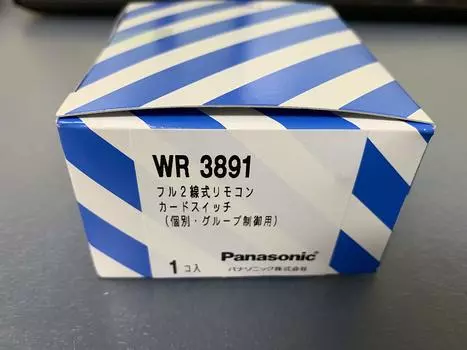 WR 3891
フル2線式リモコン
カードスイッチ
(個別・グループ制御用)
Panasonic
1コ入
パナソニック株式会社